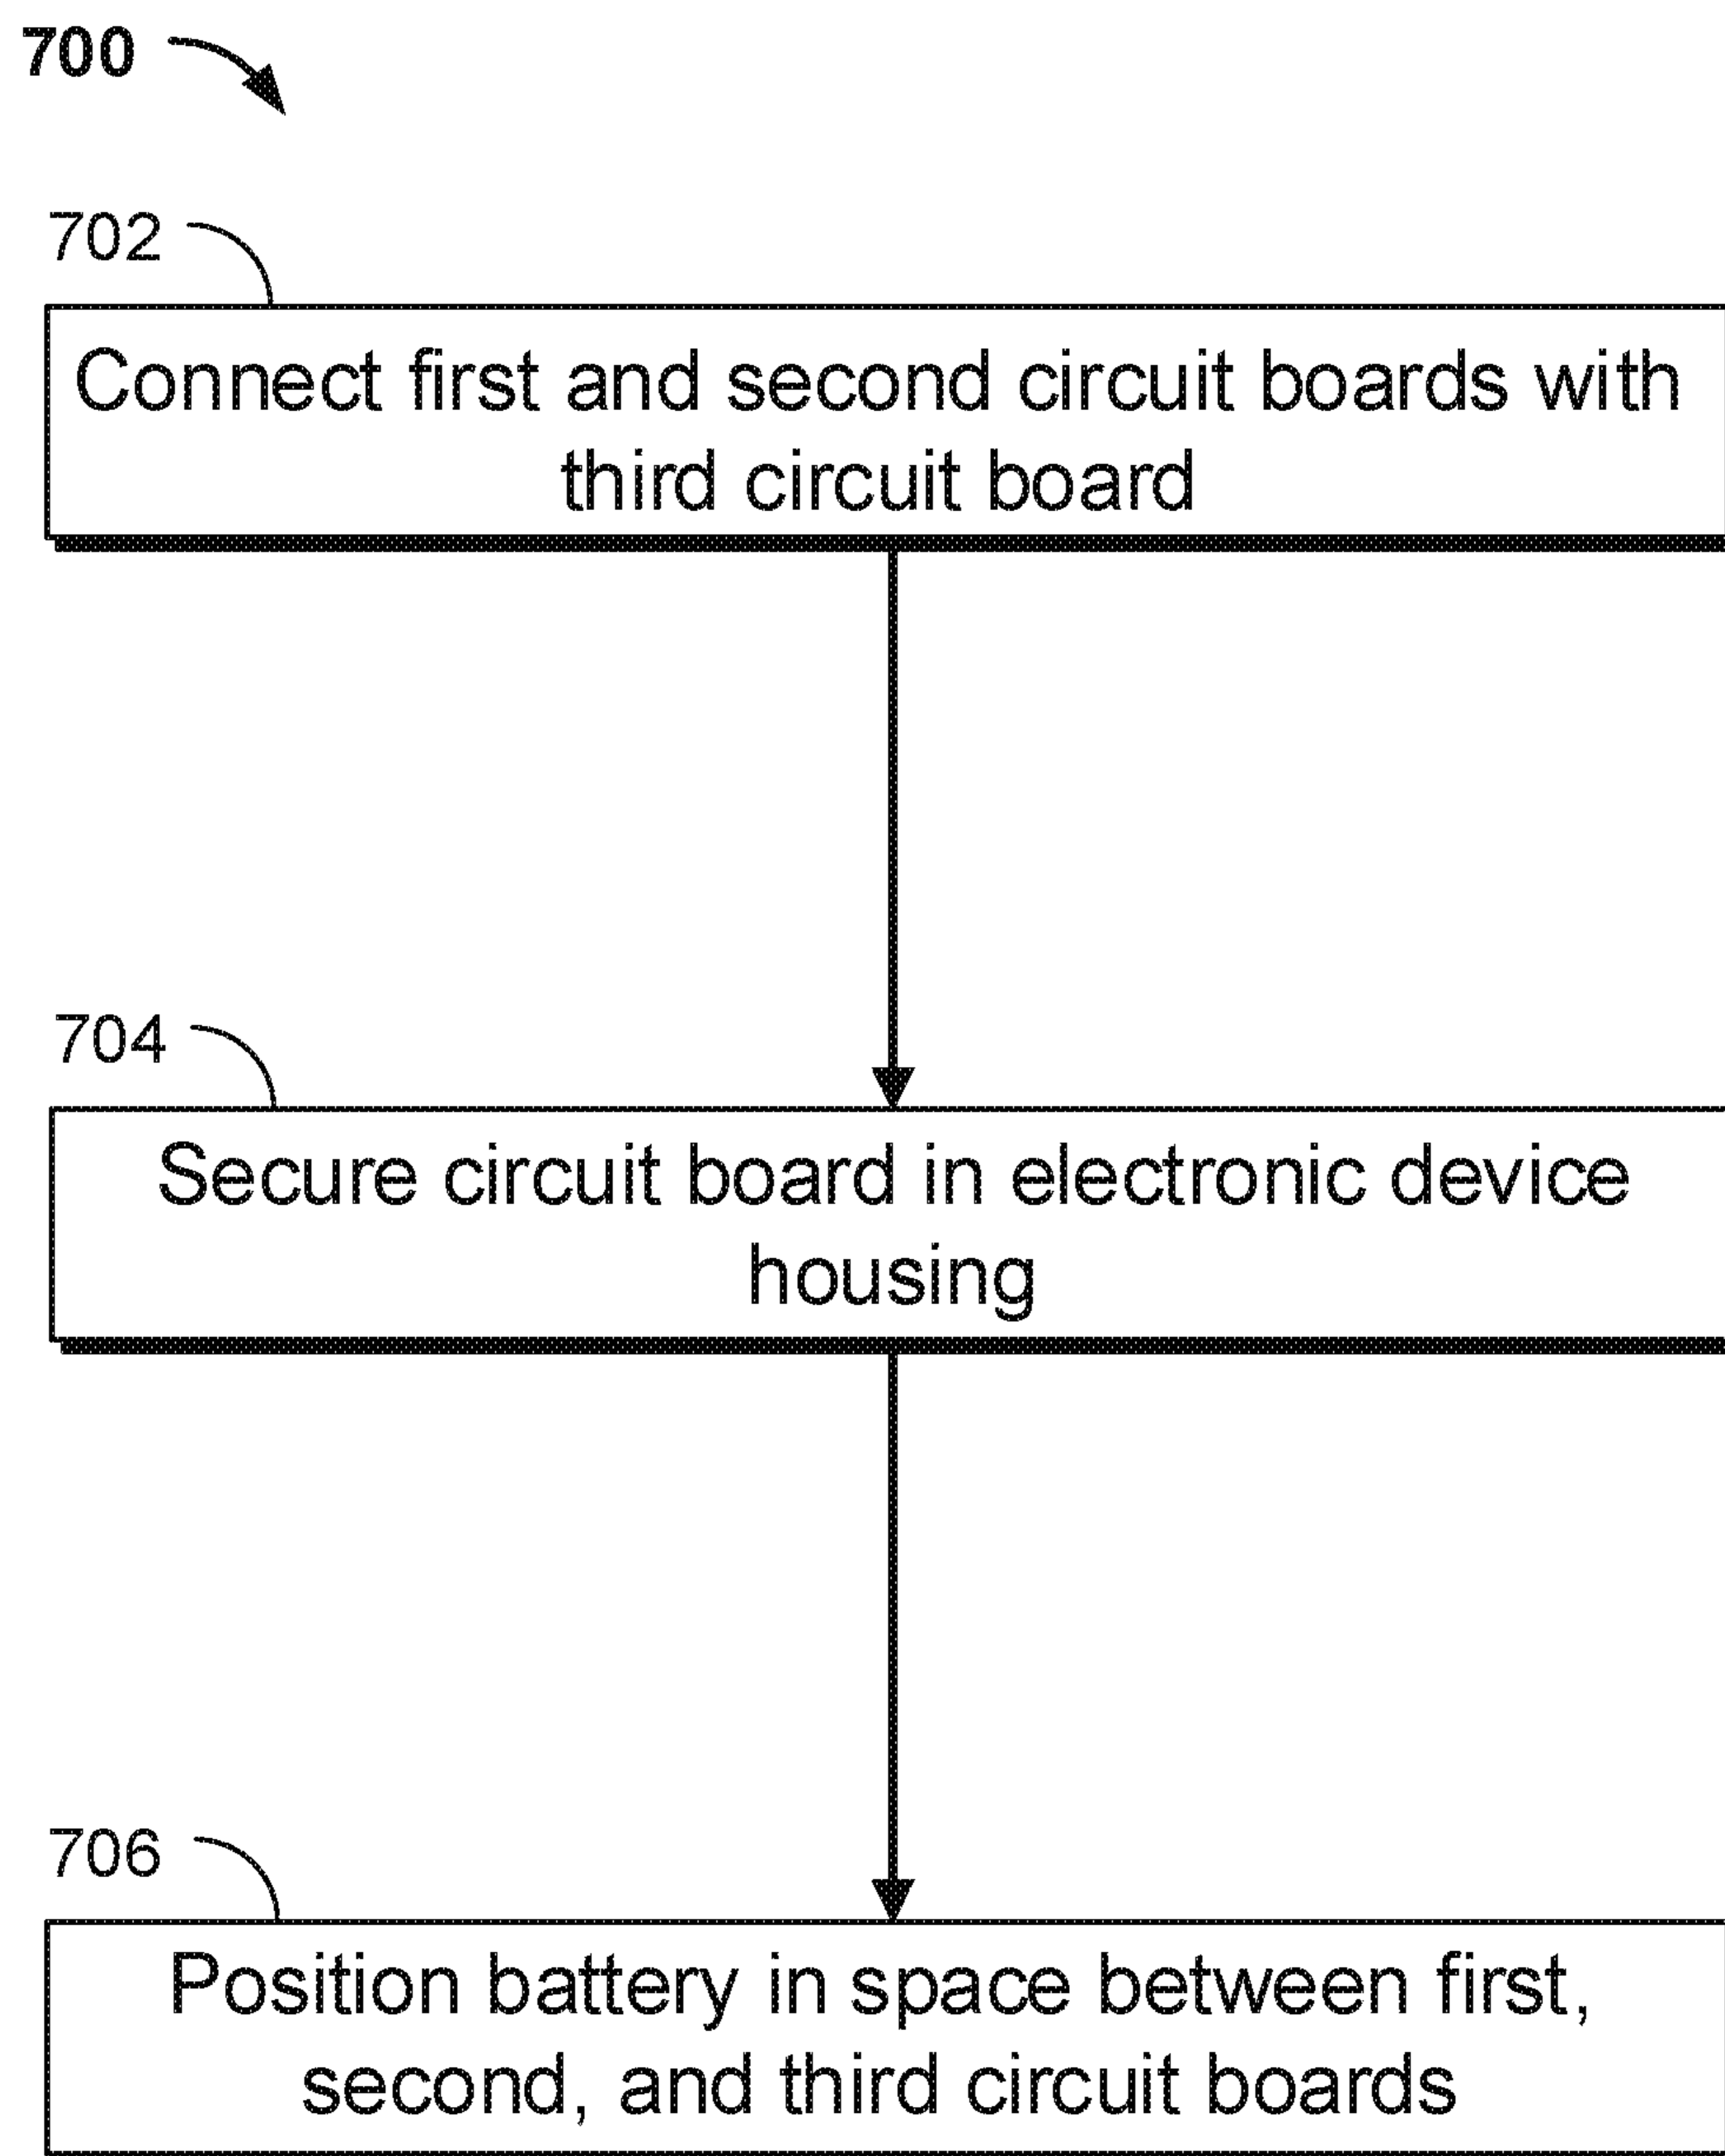 700
702
Connect first and second circuit boards with
third circuit board
704
Secure circuit board in electronic device
housing
706
Position battery in space between first,
second, and third circuit boards